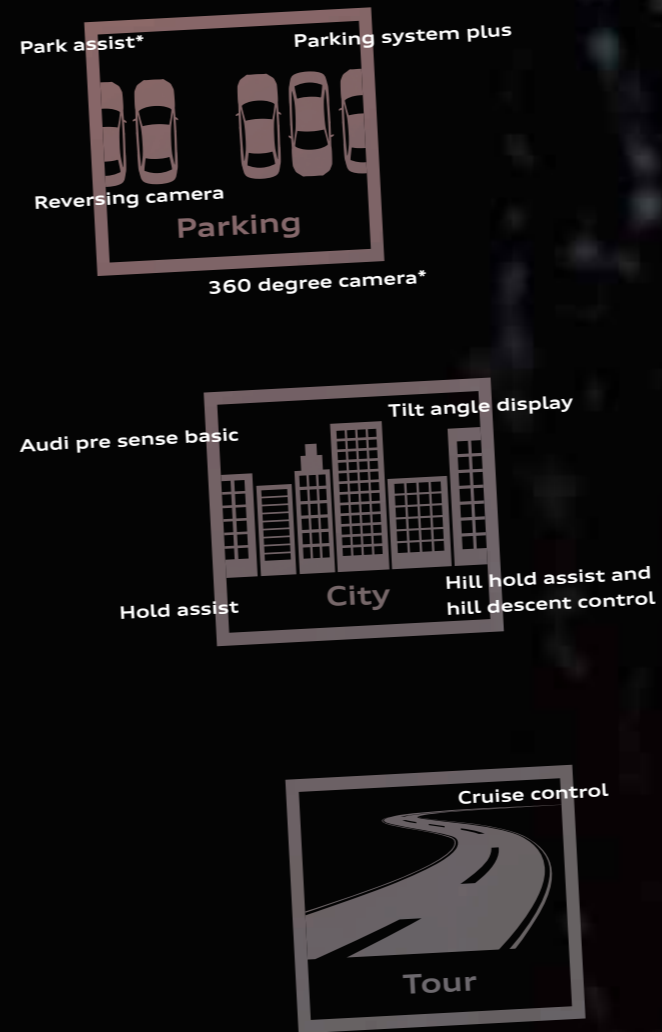 Park assist*
Parking system plus
Reversing camera
Parking
360 degree camera*
Tilt angle display
Audi pre sense basic
Hill hold assist and
hill descent control
Hold assist
City
Cruise control
Tour